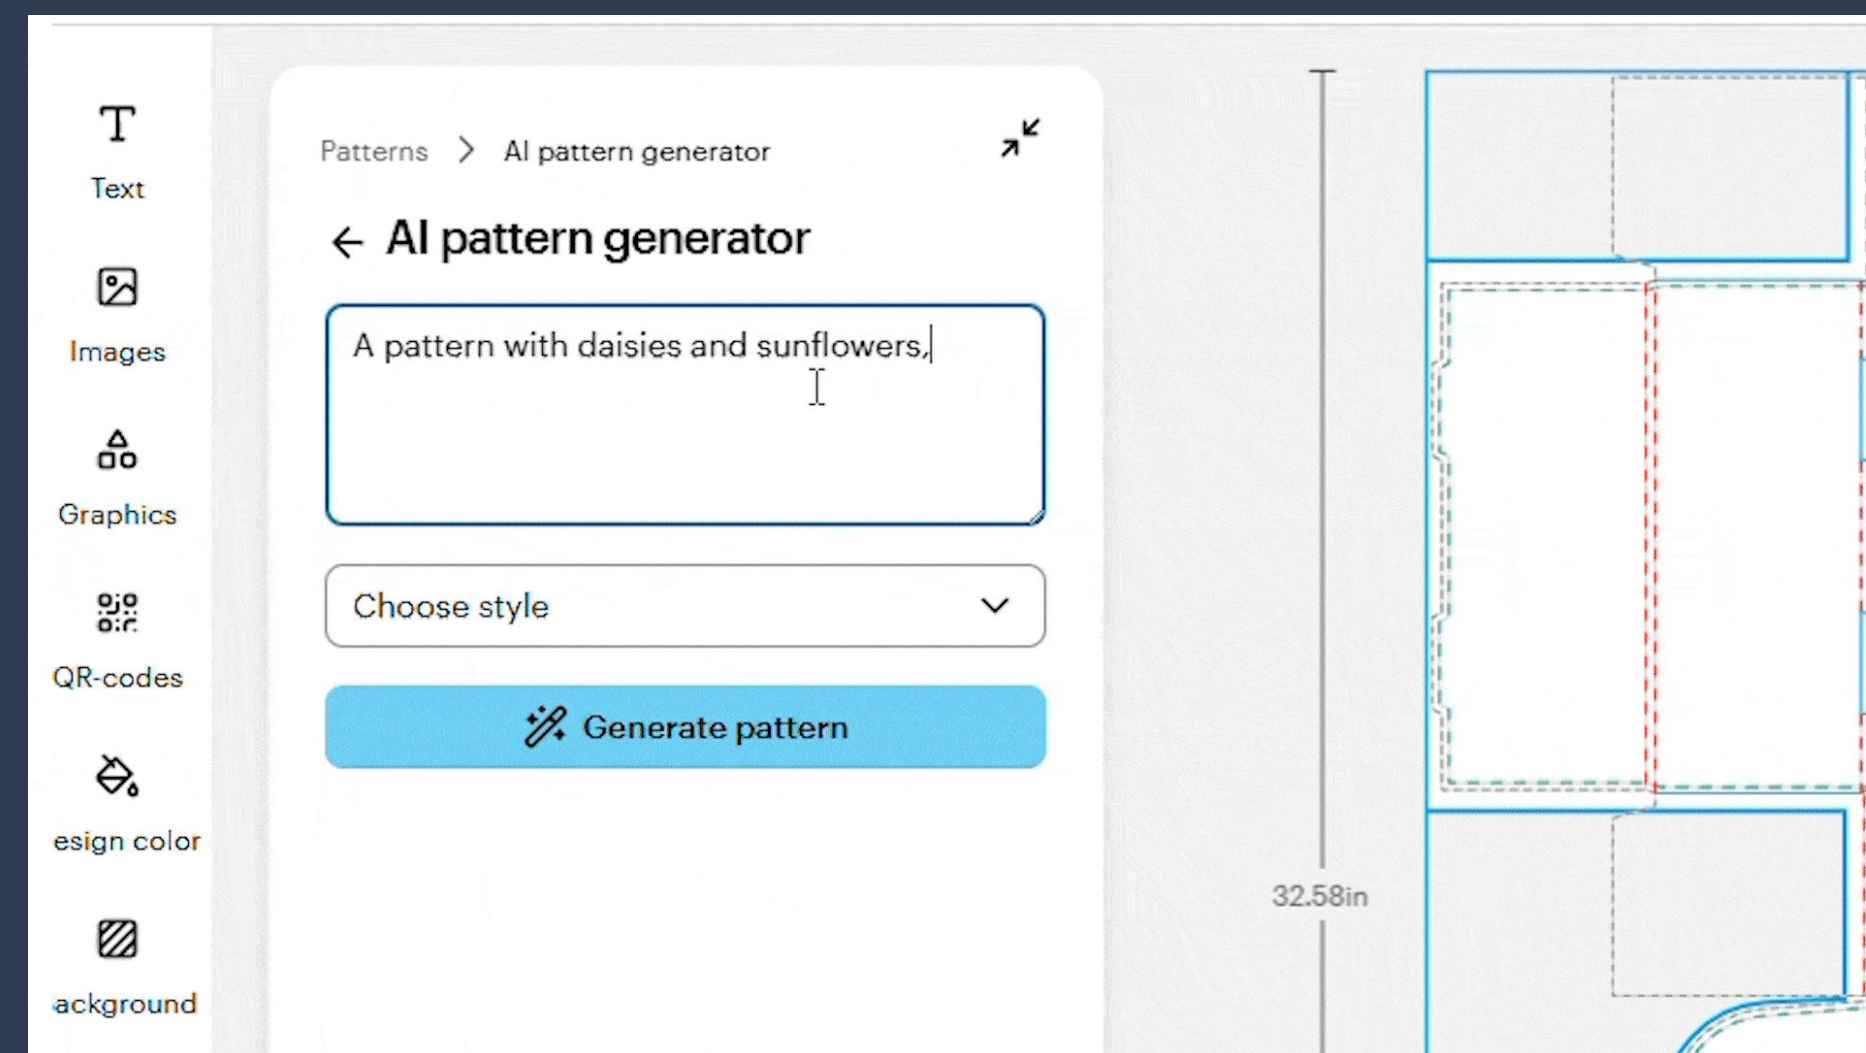 Text
Images
Graphics
QR-codes
esign color
ackground
Patterns > AI pattern generator
← AI pattern generator
A pattern with daisies and sunflowers,
Choose style
Generate pattern
32.58in